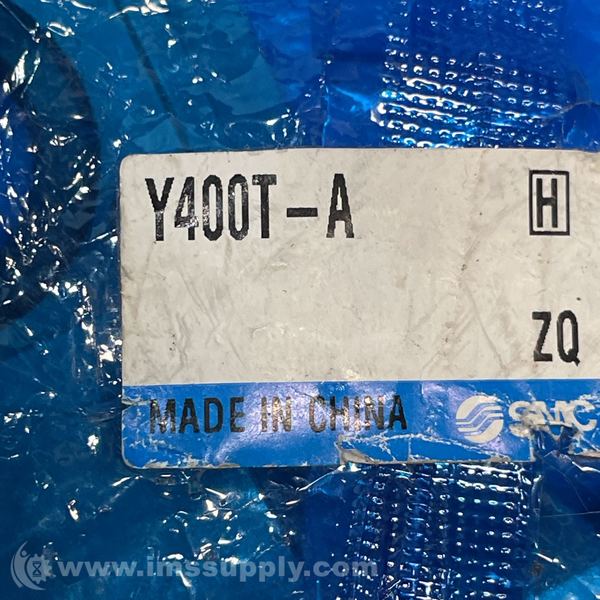 Y400T-A H
ZQ
MADE IN CHINA SMC
www.imssupply.com